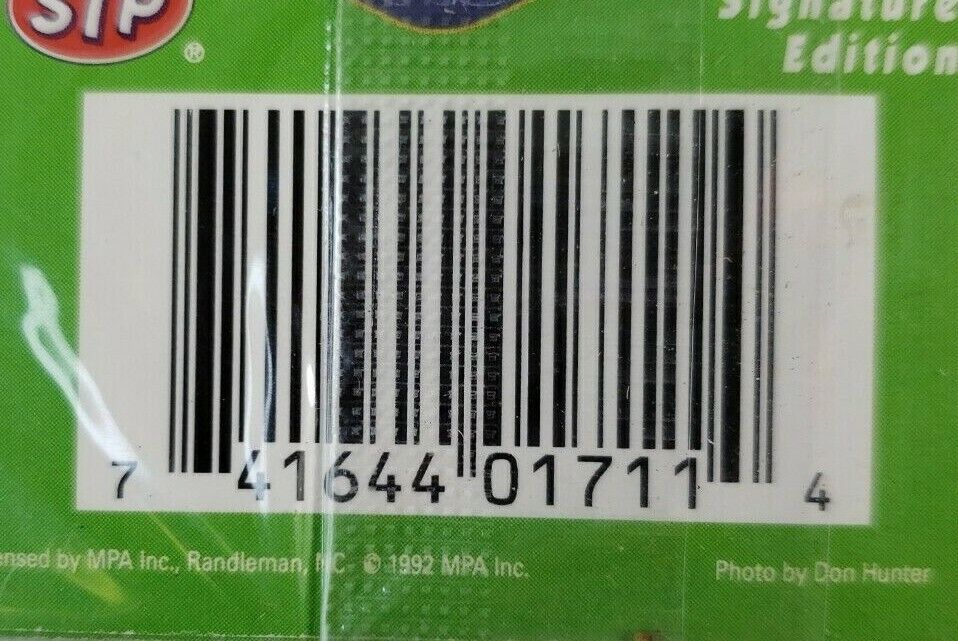 STP®
Signature
Edition
7 41644 01711 4
ensed by MPA Inc., Randleman, NC © 1992 MPA Inc.
Photo by Don Hunter